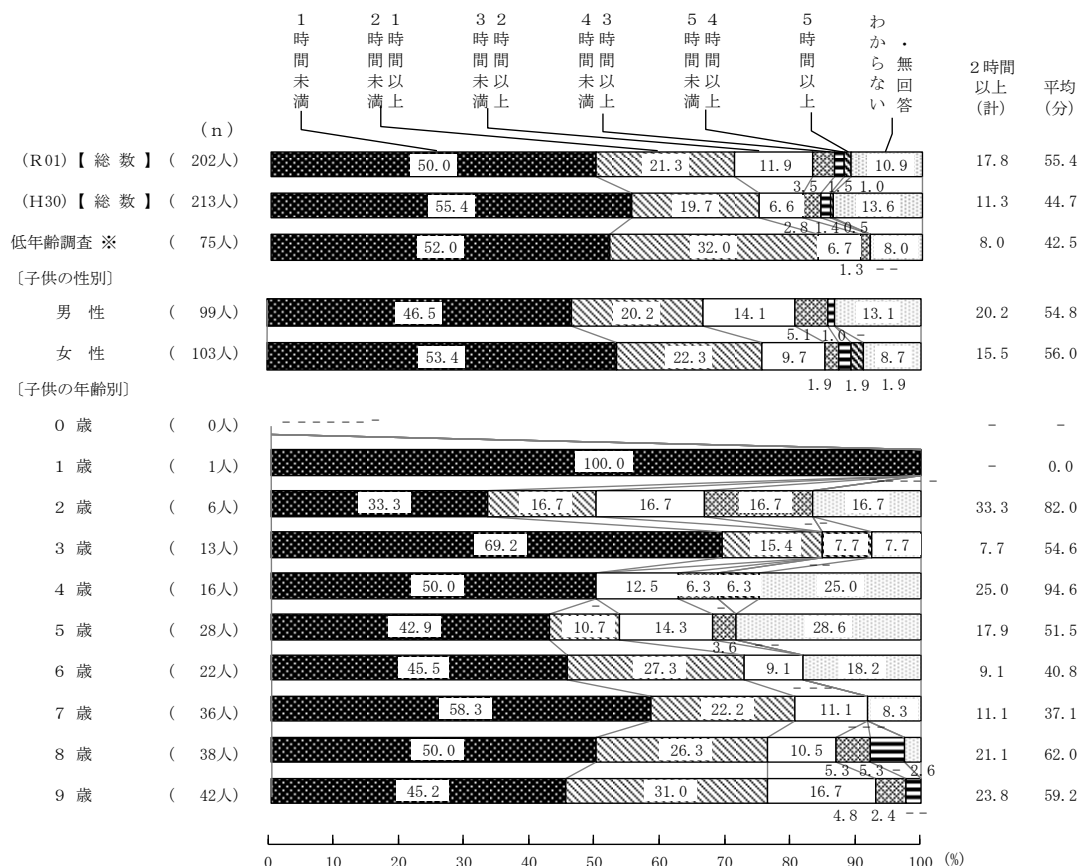 1時間未満
1時間以上
2時間未満
2時間以上
3時間未満
3時間以上
4時間未満
4時間以上
5時間未満
5時間以上
わからない
・無回答
2時間
以上
(計)
平均
(分)
(n)
(R01)【 総 数 】 ( 202人) 50.0 21.3 11.9 3.5 1.5 1.0 10.9 17.8 55.4
(H30)【 総 数 】 ( 213人) 55.4 19.7 6.6 2.8 1.4 0.5 13.6 11.3 44.7
低年齢調査 ※ ( 75人) 52.0 32.0 6.7 1.3 - - 8.0 8.0 42.5
〔子供の性別〕
男 性 ( 99人) 46.5 20.2 14.1 5.1 1.0 - 13.1 20.2 54.8
女 性 ( 103人) 53.4 22.3 9.7 1.9 1.9 1.9 8.7 15.5 56.0
〔子供の年齢別〕
0 歳 ( 0人) - - - - - - - - -
1 歳 ( 1人) 100.0 - - - - - - - 0.0
2 歳 ( 6人) 33.3 16.7 16.7 16.7 - - 16.7 33.3 82.0
3 歳 ( 13人) 69.2 15.4 - - 7.7 7.7 7.7 54.6
4 歳 ( 16人) 50.0 - 12.5 6.3 - 6.3 25.0 25.0 94.6
5 歳 ( 28人) 42.9 10.7 14.3 3.6 - - 28.6 17.9 51.5
6 歳 ( 22人) 45.5 27.3 9.1 - - - 18.2 9.1 40.8
7 歳 ( 36人) 58.3 22.2 11.1 - - - 8.3 11.1 37.1
8 歳 ( 38人) 50.0 26.3 10.5 5.3 5.3 - 2.6 21.1 62.0
9 歳 ( 42人) 45.2 31.0 16.7 4.8 2.4 - - 23.8 59.2
0 10 20 30 40 50 60 70 80 90 100 (%)